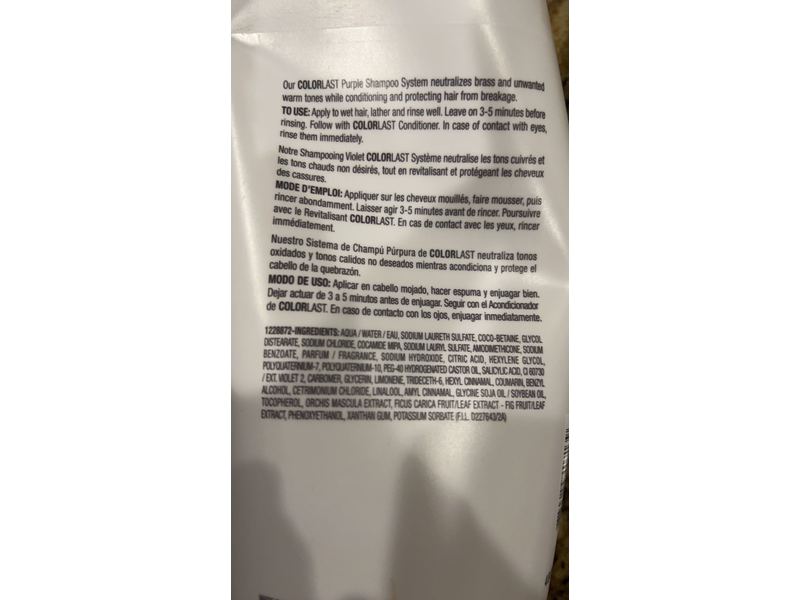 Our COLORLAST Purple Shampoo System neutralizes brass and unwanted
warm tones while conditioning and protecting hair from breakage.
TO USE: Apply to wet hair, lather and rinse well. Leave on 3-5 minutes before
rinsing. Follow with COLORLAST Conditioner. In case of contact with eyes,
rinse them immediately.
Notre Shampooing Violet COLORLAST Système neutralise les tons cuivrés et
les tons chauds non désirés, tout en revitalisant et protégeant les cheveux
des cassures.
MODE D'EMPLOI: Appliquer sur les cheveux mouillés, faire mousser, puis
rincer abondamment. Laisser agir 3-5 minutes avant de rincer. Poursuivre
avec le Revitalisant COLORLAST. En cas de contact avec les yeux, rincer
immédiatement.
Nuestro Sistema de Champú Púrpura de COLORLAST neutraliza tonos
oxidados y tonos calidos no deseados mientras acondiciona y protege el
cabello de la quebrazón.
MODO DE USO: Aplicar en cabello mojado, hacer espuma y enjuagar bien.
Dejar actuar de 3 a 5 minutos antes de enjuagar. Seguir con el Acondicionador
de COLORLAST. En caso de contacto con los ojos, enjuagar inmediatamente.
1228872-INGREDIENTS: AQUA / WATER / EAU, SODIUM LAURETH SULFATE, COCO-BETAINE, GLYCOL
DISTEARATE, SODIUM CHLORIDE, COCAMIDE MIPA, SODIUM LAURYL SULFATE, AMODIMETHICONE, SODIUM
BENZOATE, PARFUM / FRAGRANCE, SODIUM HYDROXIDE, CITRIC ACID, HEXYLENE GLYCOL,
POLYQUATERNIUM-7, POLYQUATERNIUM-10, PEG-40 HYDROGENATED CASTOR OIL, SALICYLIC ACID, CI 60730
/ EXT. VIOLET 2, CARBOMER, GLYCERIN, LIMONENE, TRIDECETH-6, HEXYL CINNAMAL, COUMARIN, BENZYL
ALCOHOL, CETRIMONIUM CHLORIDE, LINALOOL, AMYL CINNAMAL, GLYCINE SOJA OIL / SOYBEAN OIL,
TOCOPHEROL, ORCHIS MASCULA EXTRACT, FICUS CARICA FRUIT/LEAF EXTRACT - FIG FRUIT/LEAF
EXTRACT, PHENOXYETHANOL, XANTHAN GUM, POTASSIUM SORBATE (F.I.L. D227643/2A)